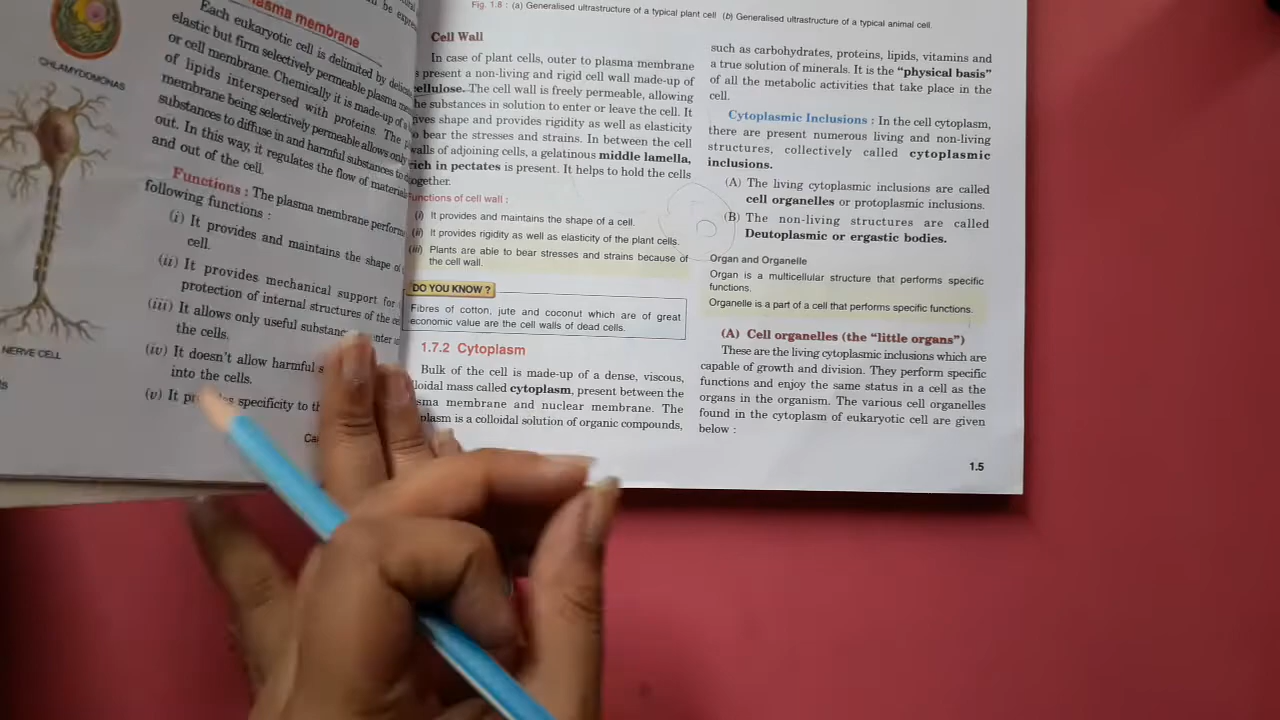 CHLAMYDOMONAS
NERVE CELL
plasma membrane
Each eukaryotic cell is delimited by
elastic but firm selectively permeable plasma
or cell membrane. Chemically it is made-up of
of lipids interspersed with proteins. The
membrane being selectively permeable allows only
substances to diffuse in and harmful substances to
out. In this way, it regulates the flow of materials
and out of the cell.
Functions : The plasma membrane performs
following functions :
(i) It provides and maintains the shape of
cell.
(ii) It provides mechanical support for
protection of internal structures of the
(iii) It allows only useful
the cells.
(iv) It doesn't allow harmful
into the cells.
(v) It specificity to
Fig. 1.8 : (a) Generalised ultrastructure of a typical plant cell (b) Generalised ultrastructure of a typical animal cell.
Cell Wall
In case of plant cells, outer to plasma membrane
present a non-living and rigid cell wall made-up of
cellulose. The cell wall is freely permeable, allowing
the substances in solution to enter or leave the cell. It
shape and provides rigidity as well as elasticity
to bear the stresses and strains. In between the cell
walls of adjoining cells, a gelatinous middle lamella,
rich in pectates is present. It helps to hold the cells
together.
Functions of cell wall :
(i) It provides and maintains the shape of a cell.
(ii) It provides rigidity as well as elasticity of the plant cells.
(iii) Plants are able to bear stresses and strains because of
the cell wall.
DO YOU KNOW ?
Fibres of cotton, jute and coconut which are of great
economic value are the cell walls of dead cells.
1.7.2 Cytoplasm
Bulk of the cell is made-up of a dense, viscous,
mass called cytoplasm, present between the
membrane and nuclear membrane. The
is a colloidal solution of organic compounds,
such as carbohydrates, proteins, lipids, vitamins and
a true solution of minerals. It is the “physical basis”
of all the metabolic activities that take place in the
cell.
Cytoplasmic Inclusions : In the cell cytoplasm,
there are present numerous living and non-living
structures, collectively called cytoplasmic
inclusions.
(A) The living cytoplasmic inclusions are called
cell organelles or protoplasmic inclusions.
(B) The non-living structures are called
Deutoplasmic or ergastic bodies.
Organ and Organelle
Organ is a multicellular structure that performs specific
functions.
Organelle is a part of a cell that performs specific functions.
(A) Cell organelles (the “little organs”)
These are the living cytoplasmic inclusions which are
capable of growth and division. They perform specific
functions and enjoy the same status in a cell as the
organs in the organism. The various cell organelles
found in the cytoplasm of eukaryotic cell are given
below :
1.5